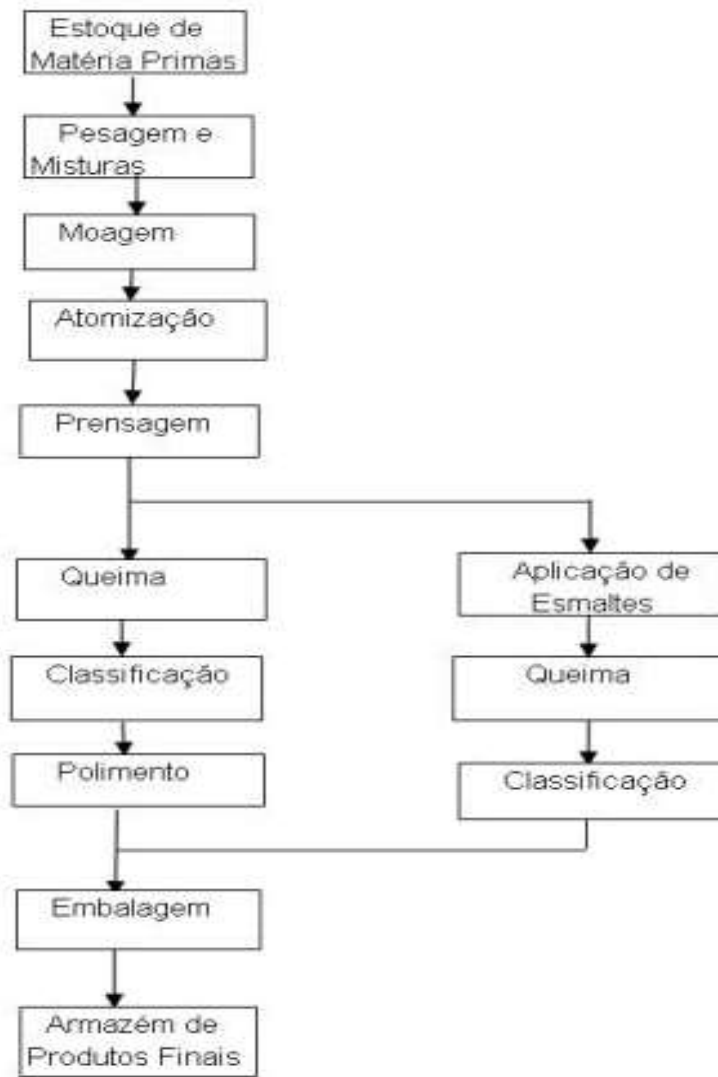 Estoque de
Matéria Primas
Pesagem e
Misturas
Moagem
Atomização
Prensagem
Queima
Classificação
Polimento
Aplicação de
Esmaltes
Queima
Classificação
Embalagem
Armazém de
Produtos Finais